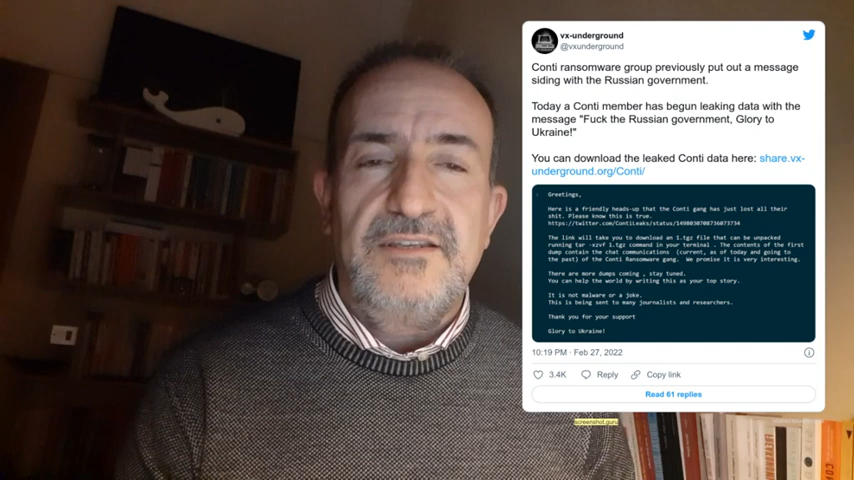 vx-underground
@vxunderground
Conti ransomware group previously put out a message
siding with the Russian government.
Today a Conti member has begun leaking data with the
message "Fuck the Russian government, Glory to
Ukraine!"
You can download the leaked Conti data here: share.vx-
underground.org/Conti/
Greetings,
Here is a friendly heads-up that the Conti gang has just lost all their
shit. Please know this is true.
https://twitter.com/ContiLeaks/status/1498030708736073734
The link will take you to download an 1.tgz file that can be unpacked
running tar -xzvf 1.tgz command in your terminal . The contents of the first
dump contain the chat communications (current, as of today and going to
the past) of the Conti Ransomware gang. We promise it is very interesting.
There are more dumps coming , stay tuned.
You can help the world by writing this as your top story.
It is not malware or a joke.
This is being sent to many journalists and researchers.
Thank you for your support
Glory to Ukraine!
10:19 PM · Feb 27, 2022
3.4K Reply Copy link
Read 61 replies
screenshot.guru